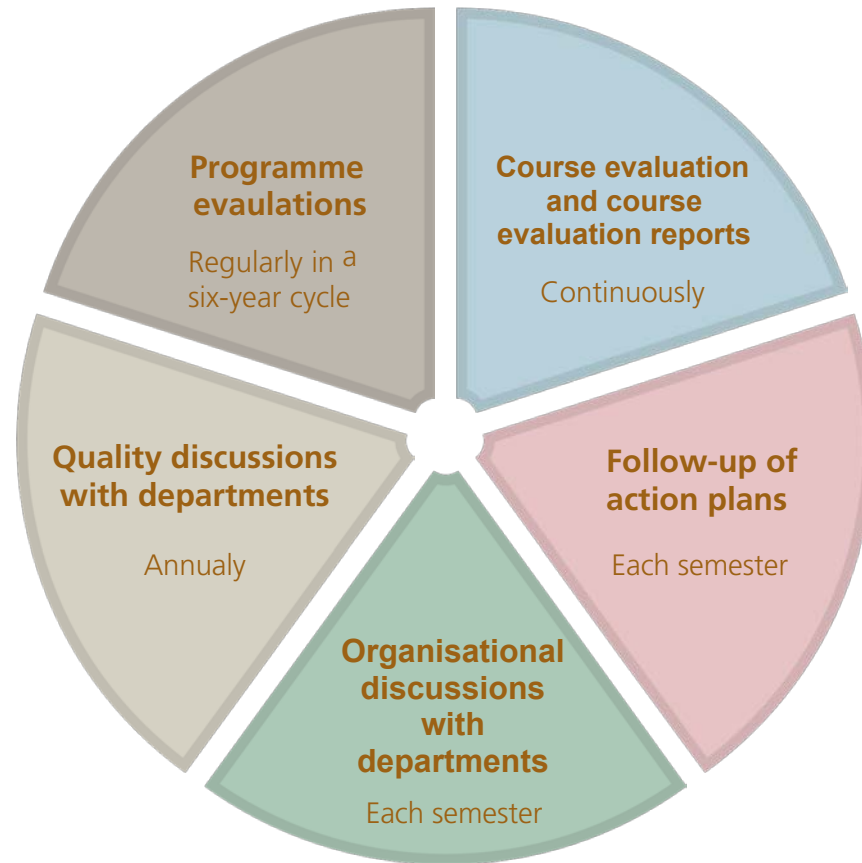 Programme
evaulations
Regularly in a
six-year cycle
Course evaluation
and course
evaluation reports
Continuously
Quality discussions
with departments
Annualy
Follow-up of
action plans
Each semester
Organisational
discussions
with
departments
Each semester